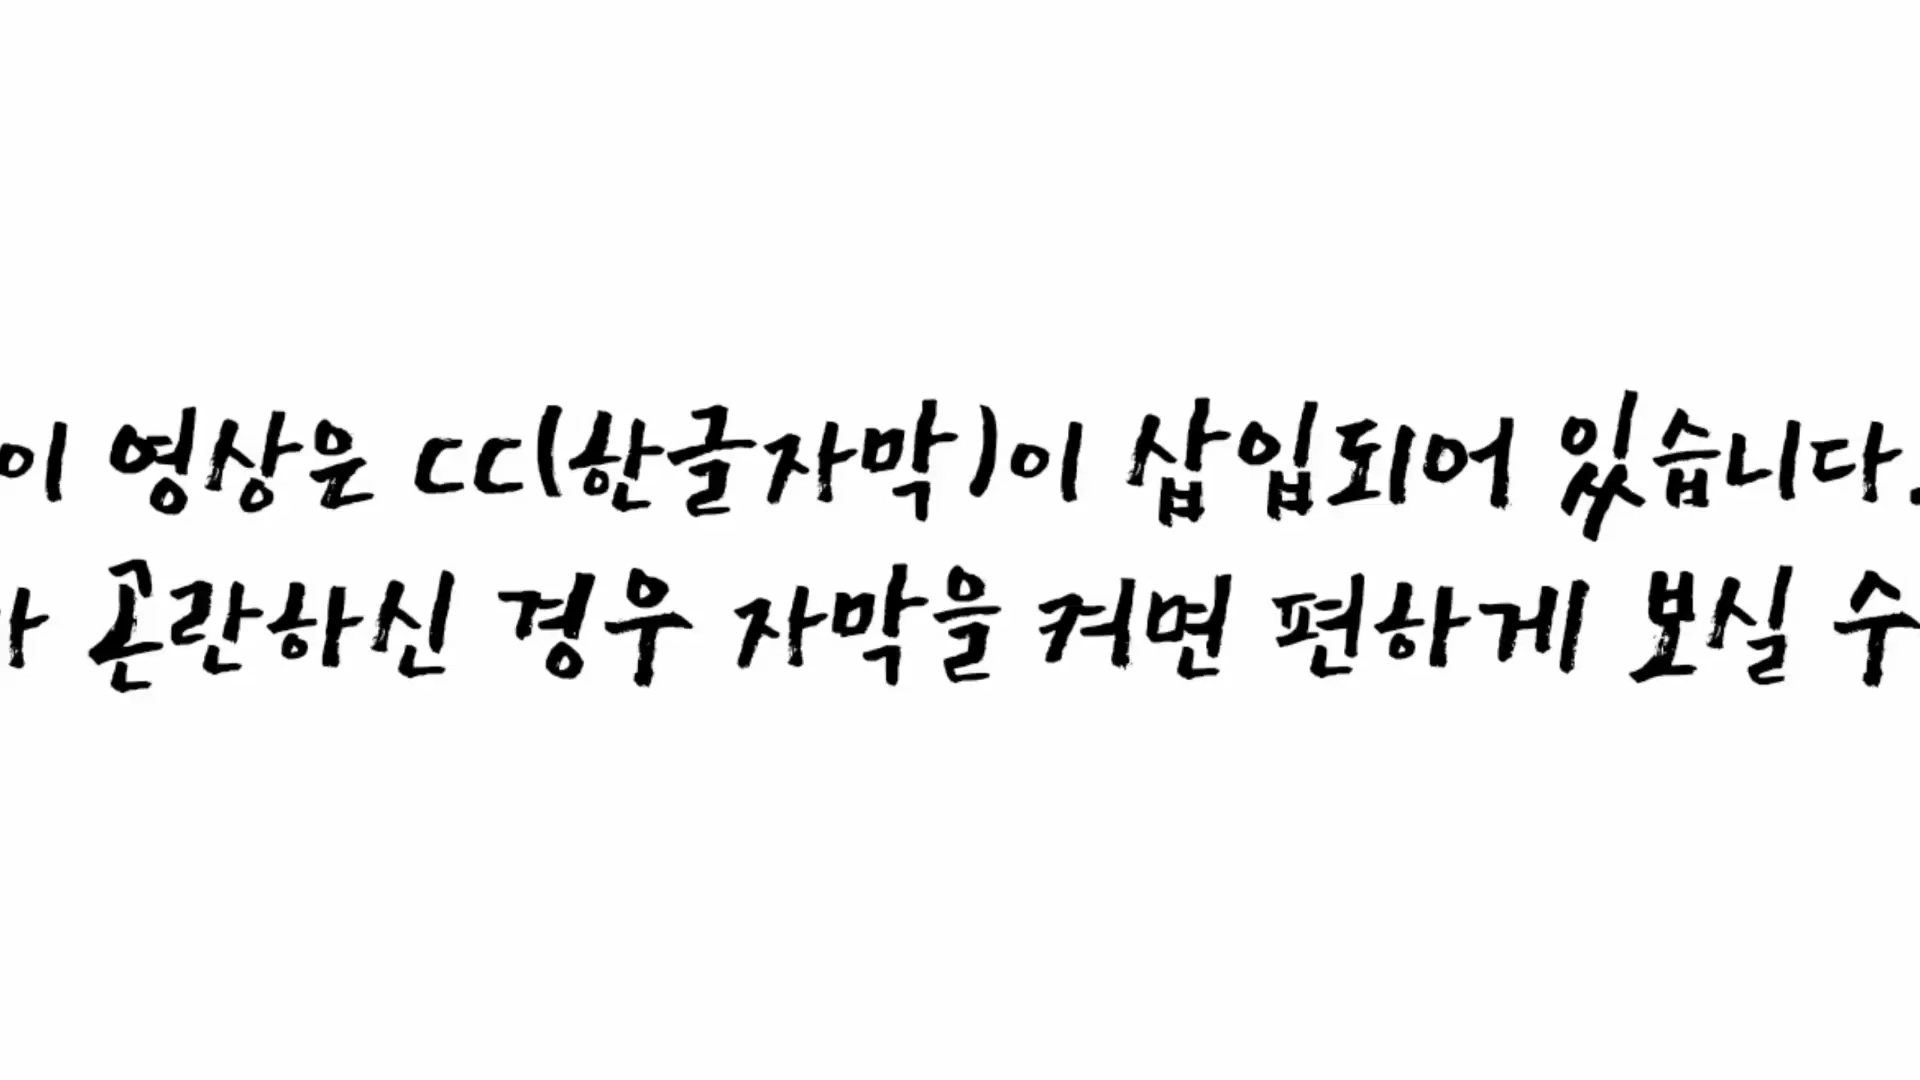 이 영상은 CC(한글자막)이 삽입되어 있습니다.
곤란하신 경우 자막을 켜면 편하게 보실 수